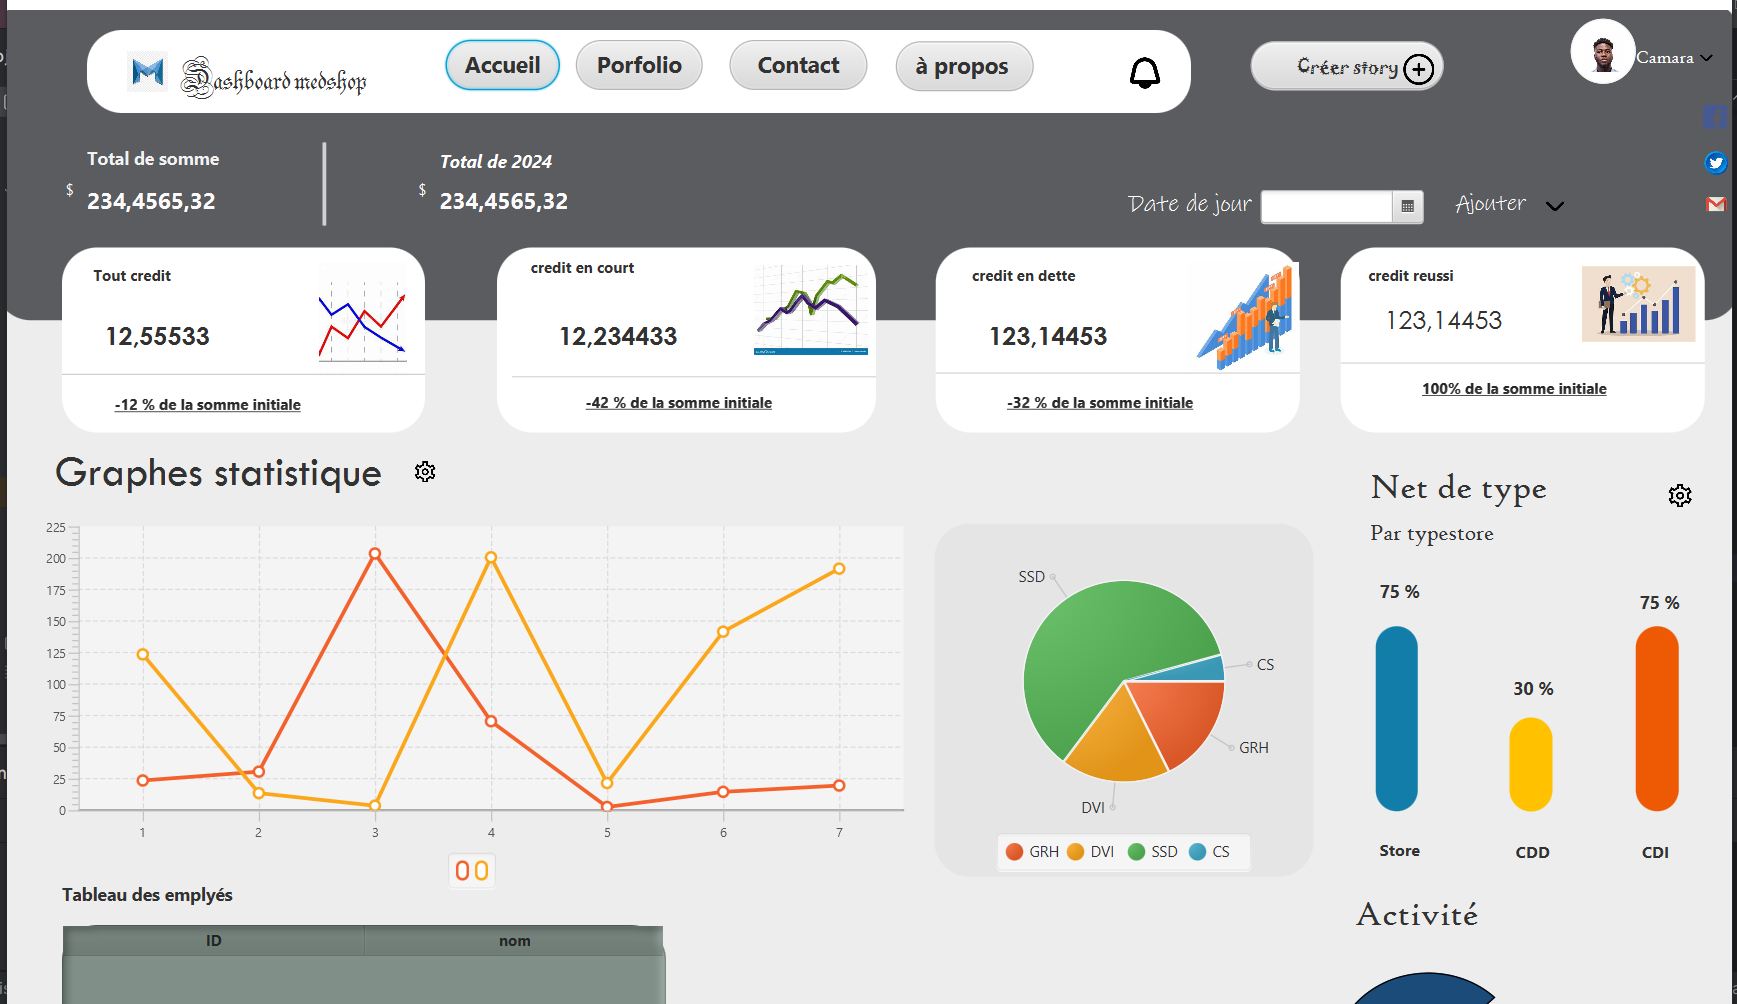 Dashboard medshop
Accueil
Porfolio
Contact
à propos
Créer story
Camara
Total de somme
$ 234,4565,32
Total de 2024
$ 234,4565,32
Date de jour
Ajouter
Tout credit
12,55533
-12 % de la somme initiale
credit en court
12,234433
-42 % de la somme initiale
credit en dette
123,14453
-32 % de la somme initiale
credit reussi
123,14453
100% de la somme initiale
Graphes statistique
225
200
175
150
125
100
75
50
25
0
1 2 3 4 5 6 7
SSD
CS
GRH
DVI
GRH DVI SSD CS
Net de type
Par typestore
75 %
30 %
75 %
Store
CDD
CDI
Tableau des emplyés
ID nom
Activité